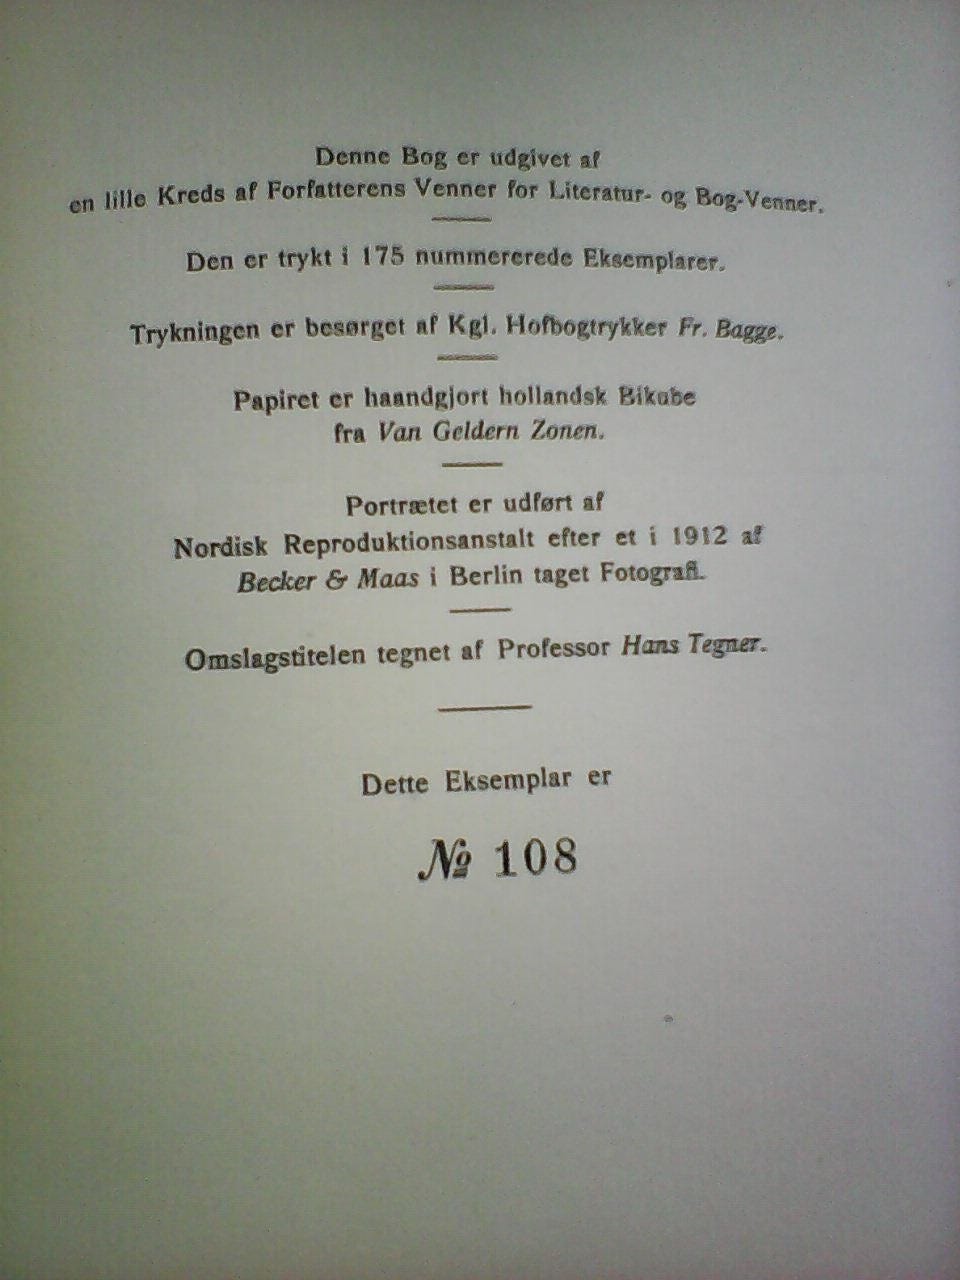 Denne Bog er udgivet af
en lille Kreds af Forfatterens Venner for Literatur- og Bog-Venner.
Den er trykt i 175 nummererede Eksemplarer.
Trykningen er besørget af Kgl. Hofbogtrykker Fr. Bagge.
Papiret er haandgjort hollandsk Bikube
fra Van Geldern Zonen.
Portrætet er udført af
Nordisk Reproduktionsanstalt efter et i 1912 af
Becker & Maas i Berlin taget Fotografi.
Omslagstitelen tegnet af Professor Hans Tegner.
Dette Eksemplar er
№ 108